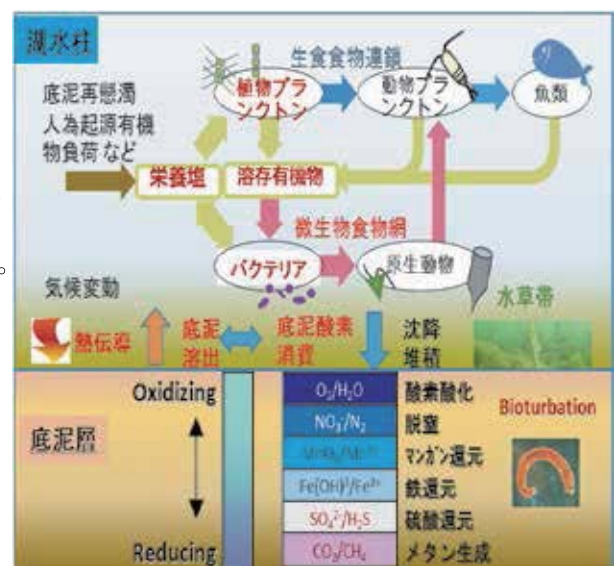 湖水柱
生食食物連鎖
植物プラ
ンクトン
動物プラ
ンクトン
魚類
底泥再懸濁
人為起源有機
物負荷 など
栄養塩
溶存有機物
微生物食物網
バクテリア
原生動物
気候変動
水草帯
熱伝導
底泥
溶出
底泥酸素
消費
沈降
堆積
底泥層
Oxidizing
Reducing
O₂/H₂O
酸素酸化
NO₃⁻/N₂
脱窒
マンガン還元
Fe(OH)³/Fe²⁺
鉄還元
SO₄²⁻/H₂S
硫酸還元
CO₂/CH₄
メタン生成
Bioturbation